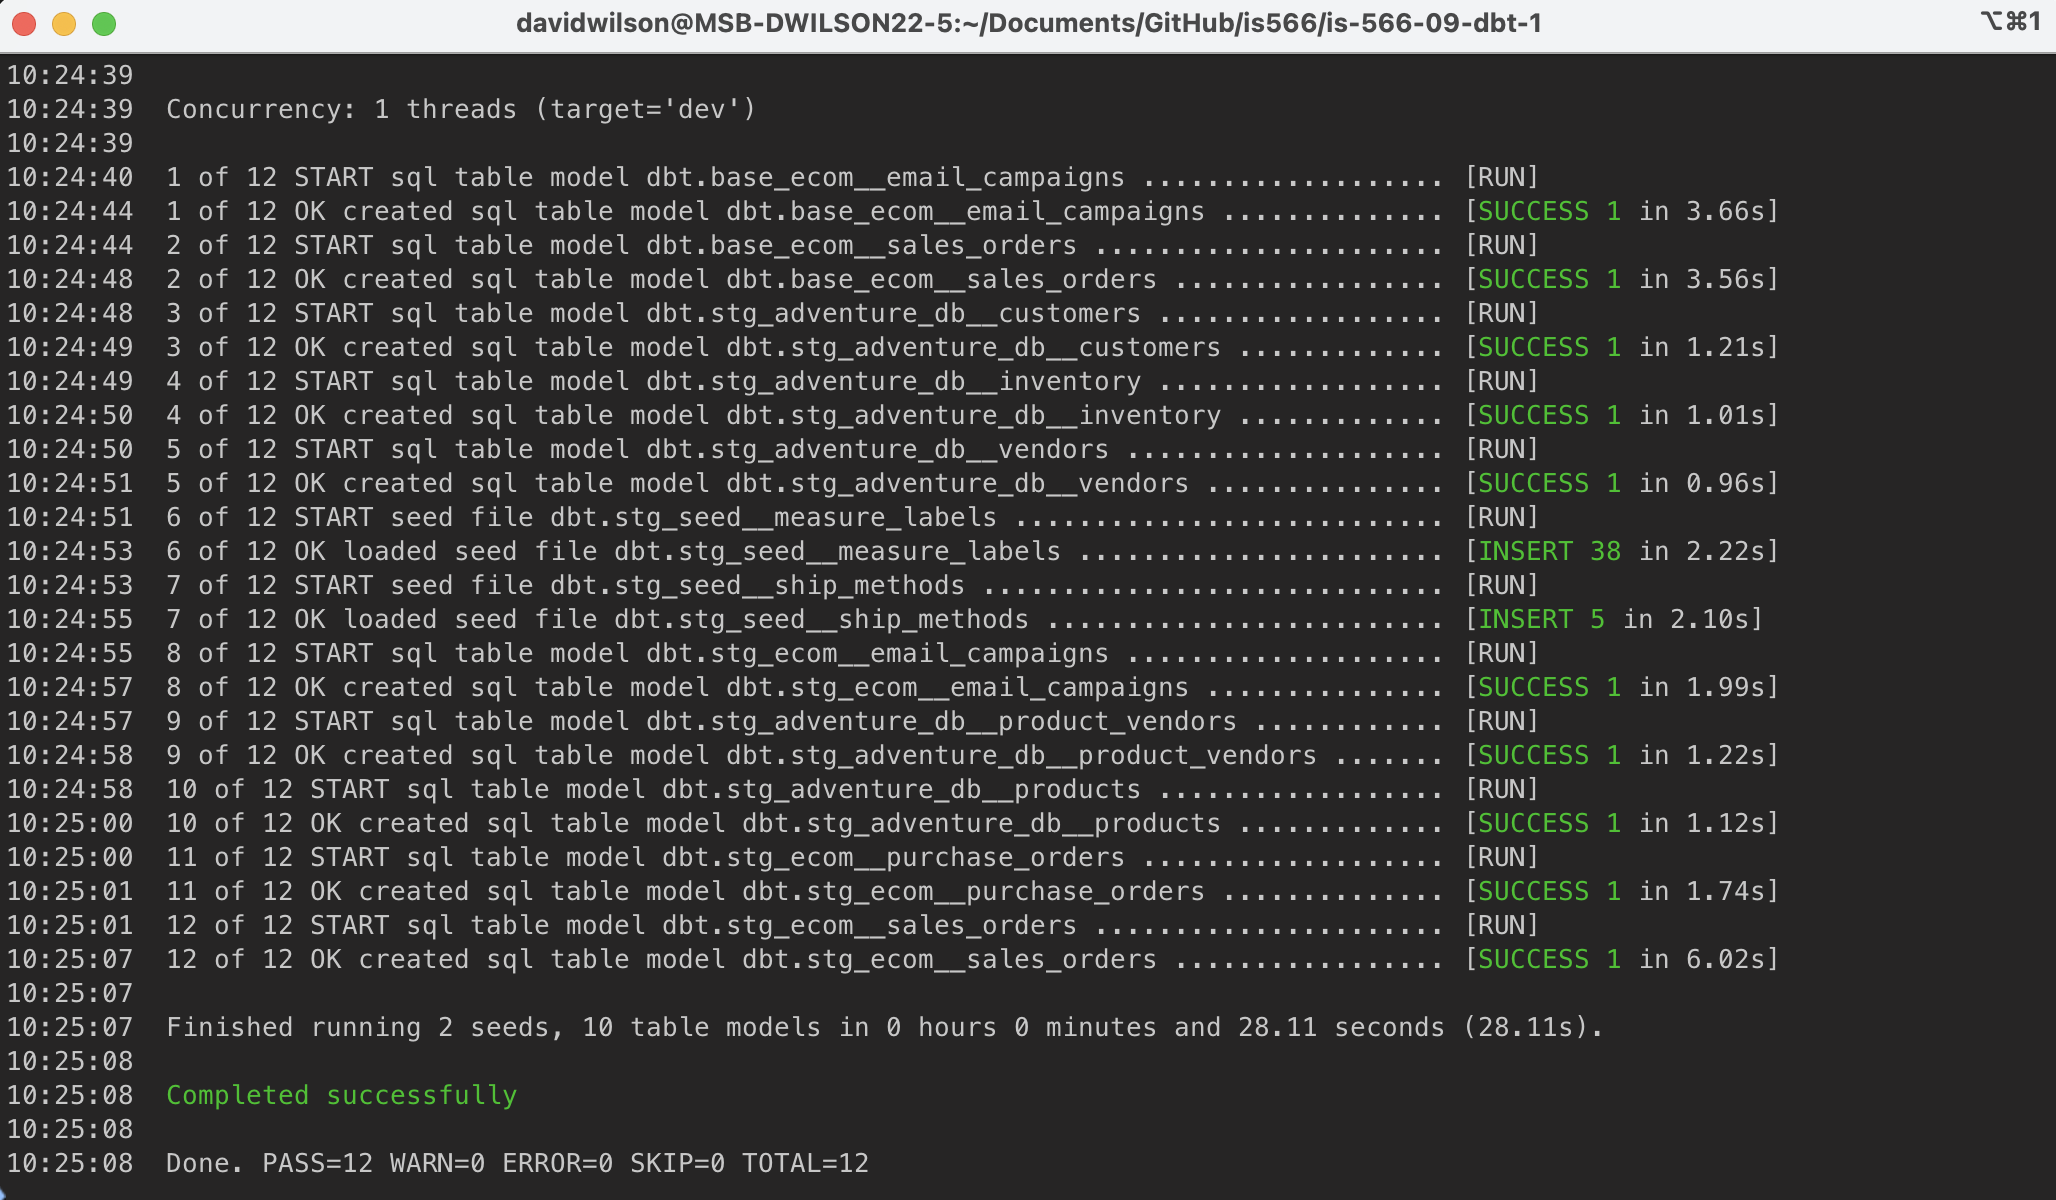 davidwilson@MSB-DWILSON22-5:~/Documents/GitHub/is566/is-566-09-dbt-1 ⌥⌘1
10:24:39
10:24:39  Concurrency: 1 threads (target='dev')
10:24:39
10:24:40  1 of 12 START sql table model dbt.base_ecom__email_campaigns ................... [RUN]
10:24:44  1 of 12 OK created sql table model dbt.base_ecom__email_campaigns .............. [SUCCESS 1 in 3.66s]
10:24:44  2 of 12 START sql table model dbt.base_ecom__sales_orders ...................... [RUN]
10:24:48  2 of 12 OK created sql table model dbt.base_ecom__sales_orders ................. [SUCCESS 1 in 3.56s]
10:24:48  3 of 12 START sql table model dbt.stg_adventure_db__customers .................. [RUN]
10:24:49  3 of 12 OK created sql table model dbt.stg_adventure_db__customers ............. [SUCCESS 1 in 1.21s]
10:24:49  4 of 12 START sql table model dbt.stg_adventure_db__inventory .................. [RUN]
10:24:50  4 of 12 OK created sql table model dbt.stg_adventure_db__inventory ............. [SUCCESS 1 in 1.01s]
10:24:50  5 of 12 START sql table model dbt.stg_adventure_db__vendors .................... [RUN]
10:24:51  5 of 12 OK created sql table model dbt.stg_adventure_db__vendors ............... [SUCCESS 1 in 0.96s]
10:24:51  6 of 12 START seed file dbt.stg_seed__measure_labels ........................... [RUN]
10:24:53  6 of 12 OK loaded seed file dbt.stg_seed__measure_labels ....................... [INSERT 38 in 2.22s]
10:24:53  7 of 12 START seed file dbt.stg_seed__ship_methods ............................. [RUN]
10:24:55  7 of 12 OK loaded seed file dbt.stg_seed__ship_methods ......................... [INSERT 5 in 2.10s]
10:24:55  8 of 12 START sql table model dbt.stg_ecom__email_campaigns .................... [RUN]
10:24:57  8 of 12 OK created sql table model dbt.stg_ecom__email_campaigns ............... [SUCCESS 1 in 1.99s]
10:24:57  9 of 12 START sql table model dbt.stg_adventure_db__product_vendors ............ [RUN]
10:24:58  9 of 12 OK created sql table model dbt.stg_adventure_db__product_vendors ....... [SUCCESS 1 in 1.22s]
10:24:58  10 of 12 START sql table model dbt.stg_adventure_db__products .................. [RUN]
10:25:00  10 of 12 OK created sql table model dbt.stg_adventure_db__products ............. [SUCCESS 1 in 1.12s]
10:25:00  11 of 12 START sql table model dbt.stg_ecom__purchase_orders ................... [RUN]
10:25:01  11 of 12 OK created sql table model dbt.stg_ecom__purchase_orders .............. [SUCCESS 1 in 1.74s]
10:25:01  12 of 12 START sql table model dbt.stg_ecom__sales_orders ...................... [RUN]
10:25:07  12 of 12 OK created sql table model dbt.stg_ecom__sales_orders ................. [SUCCESS 1 in 6.02s]
10:25:07
10:25:07  Finished running 2 seeds, 10 table models in 0 hours 0 minutes and 28.11 seconds (28.11s).
10:25:08
10:25:08  Completed successfully
10:25:08
10:25:08  Done. PASS=12 WARN=0 ERROR=0 SKIP=0 TOTAL=12